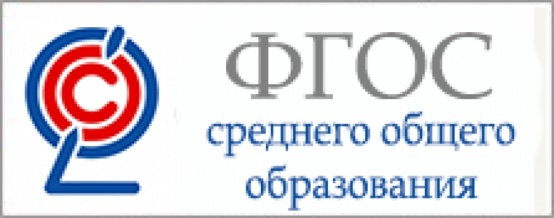 ФГОС
среднего общего
образования